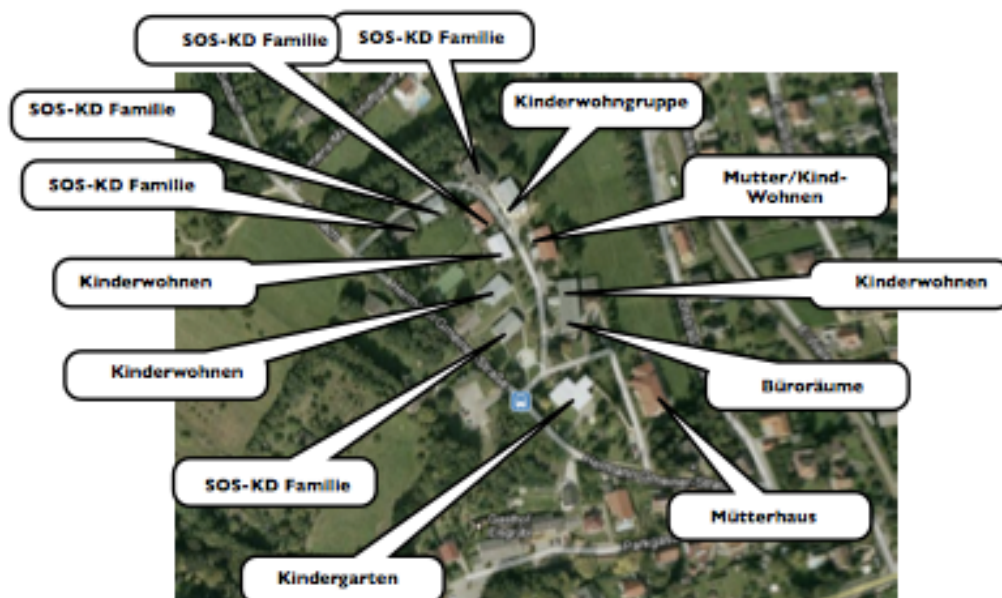 SOS-KD Familie
SOS-KD Familie
SOS-KD Familie
Kinderwohngruppe
SOS-KD Familie
Mutter/Kind-
Wohnen
Kinderwohnen
Kinderwohnen
Kinderwohnen
Büroräume
SOS-KD Familie
Mütterhaus
Kindergarten